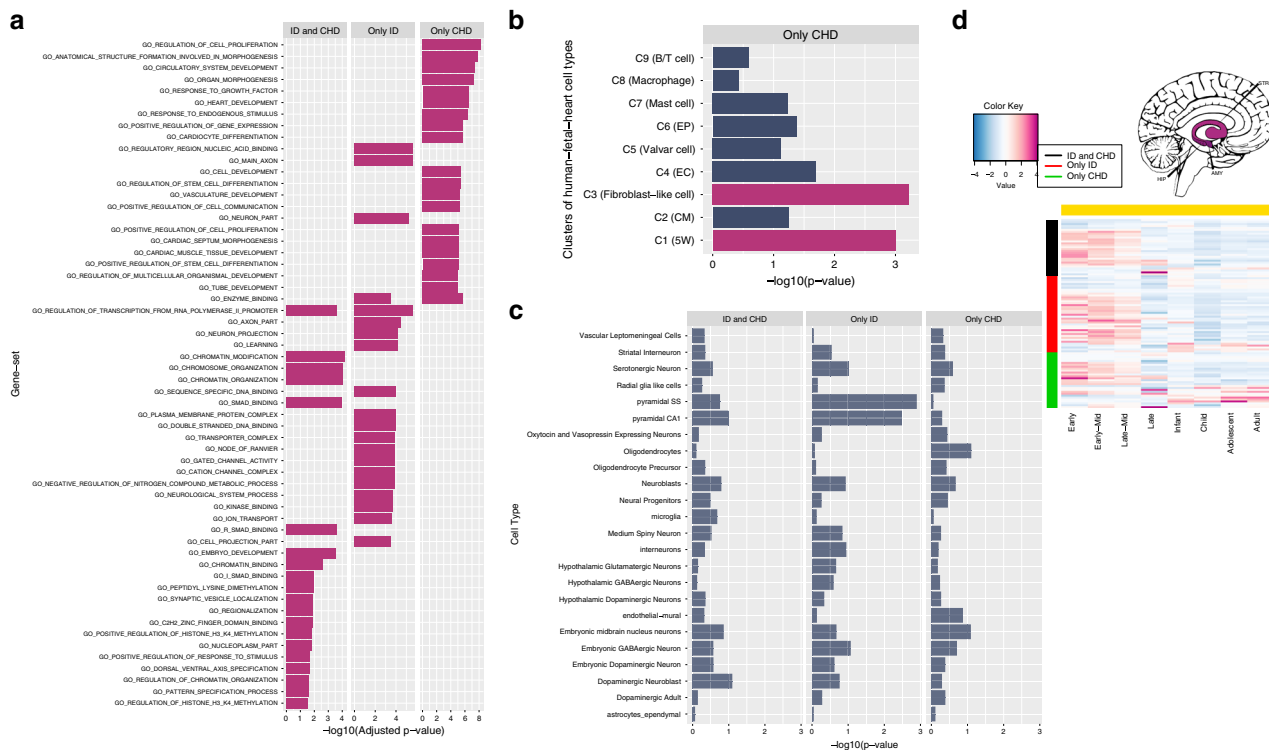 a
ID and CHD
Only ID
Only CHD
GO_REGULATION_OF_CELL_PROLIFERATION
GO_ANATOMICAL_STRUCTURE_FORMATION_INVOLVED_IN_MORPHOGENESIS
GO_CIRCULATORY_SYSTEM_DEVELOPMENT
GO_ORGAN_MORPHOGENESIS
GO_RESPONSE_TO_GROWTH_FACTOR
GO_HEART_DEVELOPMENT
GO_RESPONSE_TO_ENDOGENOUS_STIMULUS
GO_POSITIVE_REGULATION_OF_GENE_EXPRESSION
GO_CARDIOCYTE_DIFFERENTIATION
GO_REGULATORY_REGION_NUCLEIC_ACID_BINDING
GO_MAIN_AXON
GO_CELL_DEVELOPMENT
GO_REGULATION_OF_STEM_CELL_DIFFERENTIATION
GO_VASCULATURE_DEVELOPMENT
GO_POSITIVE_REGULATION_OF_CELL_COMMUNICATION
GO_NEURON_PART
GO_POSITIVE_REGULATION_OF_CELL_PROLIFERATION
GO_CARDIAC_SEPTUM_MORPHOGENESIS
GO_CARDIAC_MUSCLE_TISSUE_DEVELOPMENT
GO_POSITIVE_REGULATION_OF_STEM_CELL_DIFFERENTIATION
GO_REGULATION_OF_MULTICELLULAR_ORGANISMAL_DEVELOPMENT
GO_TUBE_DEVELOPMENT
GO_ENZYME_BINDING
GO_REGULATION_OF_TRANSCRIPTION_FROM_RNA_POLYMERASE_II_PROMOTER
GO_AXON_PART
GO_NEURON_PROJECTION
GO_LEARNING
GO_CHROMATIN_MODIFICATION
GO_CHROMOSOME_ORGANIZATION
GO_CHROMATIN_ORGANIZATION
GO_SEQUENCE_SPECIFIC_DNA_BINDING
GO_SMAD_BINDING
GO_PLASMA_MEMBRANE_PROTEIN_COMPLEX
GO_DOUBLE_STRANDED_DNA_BINDING
GO_TRANSPORTER_COMPLEX
GO_NODE_OF_RANVIER
GO_GATED_CHANNEL_ACTIVITY
GO_CATION_CHANNEL_COMPLEX
GO_NEGATIVE_REGULATION_OF_NITROGEN_COMPOUND_METABOLIC_PROCESS
GO_NEUROLOGICAL_SYSTEM_PROCESS
GO_KINASE_BINDING
GO_ION_TRANSPORT
GO_R_SMAD_BINDING
GO_CELL_PROJECTION_PART
GO_EMBRYO_DEVELOPMENT
GO_CHROMATIN_BINDING
GO_I_SMAD_BINDING
GO_PEPTIDYL_LYSINE_DIMETHYLATION
GO_SYNAPTIC_VESICLE_LOCALIZATION
GO_REGIONALIZATION
GO_C2H2_ZINC_FINGER_DOMAIN_BINDING
GO_POSITIVE_REGULATION_OF_HISTONE_H3_K4_METHYLATION
GO_NUCLEOPLASM_PART
GO_POSITIVE_REGULATION_OF_RESPONSE_TO_STIMULUS
GO_DORSAL_VENTRAL_AXIS_SPECIFICATION
GO_REGULATION_OF_CHROMATIN_ORGANIZATION
GO_PATTERN_SPECIFICATION_PROCESS
GO_REGULATION_OF_HISTONE_H3_K4_METHYLATION
Gene−set
0 1 2 3 4 0 2 4 0 2 4 6 8
−log10(Adjusted p−value)
b
Only CHD
Clusters of human−fetal−heart cell types
C9 (B/T cell)
C8 (Macrophage)
C7 (Mast cell)
C6 (EP)
C5 (Valvar cell)
C4 (EC)
C3 (Fibroblast−like cell)
C2 (CM)
C1 (5W)
0 1 2 3
−log10(p−value)
c
ID and CHD
Only ID
Only CHD
Cell Type
Vascular Leptomeningeal Cells
Striatal Interneuron
Serotonergic Neuron
Radial glia like cells
pyramidal SS
pyramidal CA1
Oxytocin and Vasopressin Expressing Neurons
Oligodendrocytes
Oligodendrocyte Precursor
Neuroblasts
Neural Progenitors
microglia
Medium Spiny Neuron
interneurons
Hypothalamic Glutamatergic Neurons
Hypothalamic GABAergic Neurons
Hypothalamic Dopaminergic Neurons
endothelial−mural
Embryonic midbrain nucleus neurons
Embryonic GABAergic Neuron
Embryonic Dopaminergic Neuron
Dopaminergic Neuroblast
Dopaminergic Adult
astrocytes_ependymal
0 1 2 3 0 1 2 3 0 1 2 3
−log10(p−value
d
Color Key
−4 −2 0 2 4
Value
ID and CHD
Only ID
Only CHD
STR
HIP
AMY
Early
Early−Mid
Late−Mid
Late
Infant
Child
Adolescent
Adult